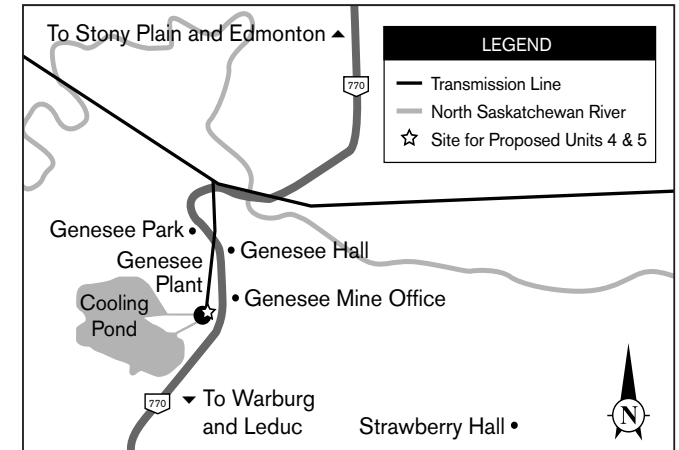 To Stony Plain and Edmonton
LEGEND
770
Transmission Line
North Saskatchewan River
Site for Proposed Units 4 & 5
Genesee Park
Genesee Hall
Genesee
Plant
Genesee Mine Office
Cooling
Pond
770
To Warburg
and Leduc
Strawberry Hall
N